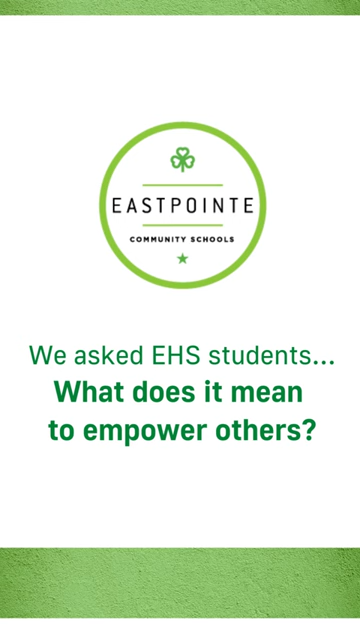 EASTPOINTE
COMMUNITY SCHOOLS
We asked EHS students...
What does it mean
to empower others?